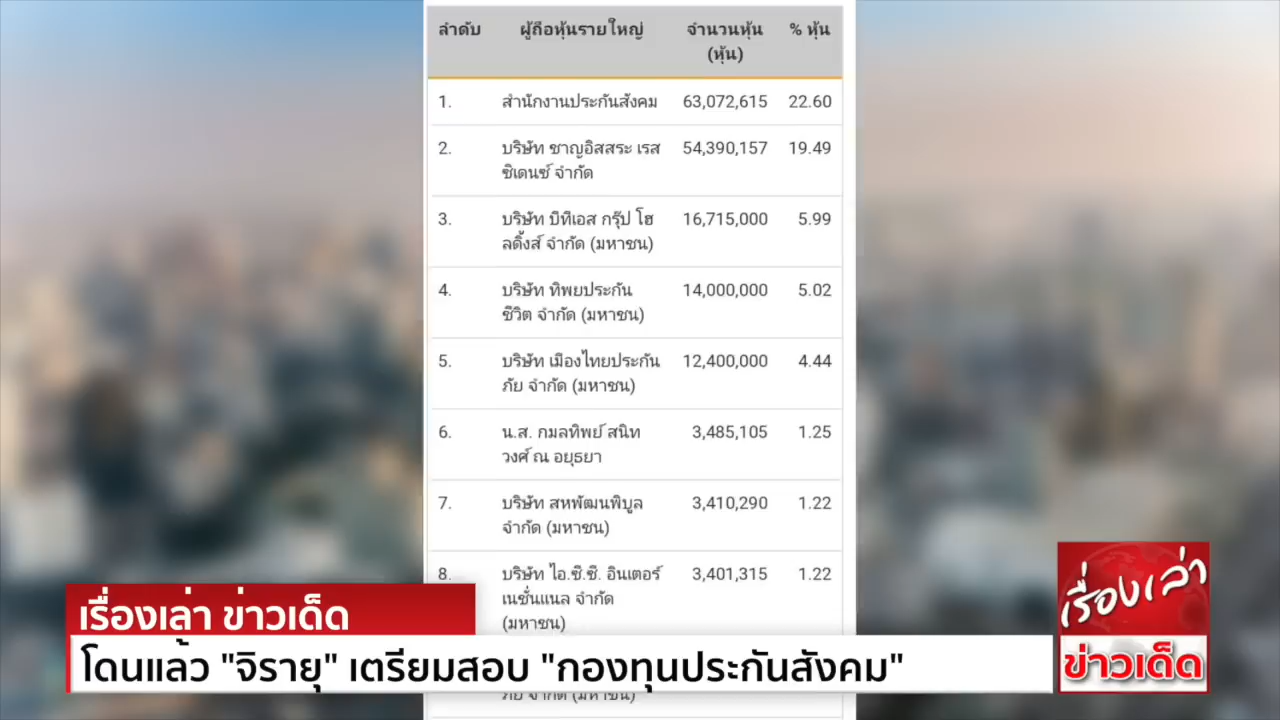 ลำดับ ผู้ถือหุ้นรายใหญ่ จำนวนหุ้น % หุ้น
(หุ้น)
1. สำนักงานประกันสังคม 63,072,615 22.60
2. บริษัท ชาญอิสสระ เรส 54,390,157 19.49
ซิเดนซ์ จำกัด
3. บริษัท บีทีเอส กรุ๊ป โฮ 16,715,000 5.99
ลดิ้งส์ จำกัด (มหาชน)
4. บริษัท ทิพยประกัน 14,000,000 5.02
ชีวิต จำกัด (มหาชน)
5. บริษัท เมืองไทยประกัน 12,400,000 4.44
ภัย จำกัด (มหาชน)
6. น.ส. กมลทิพย์ สนิท 3,485,105 1.25
วงศ์ ณ อยุธยา
7. บริษัท สหพัฒนพิบูล 3,410,290 1.22
จำกัด (มหาชน)
8. บริษัท ไอ.ซี.ซี. อินเตอร์ 3,401,315 1.22
เนชั่นแนล จำกัด
(มหาชน)
เรื่องเล่า ข่าวเด็ด
โดนแล้ว "จิรายุ" เตรียมสอบ "กองทุนประกันสังคม"
ภัย จำกัด (มหาชน)
เรื่องเล่า
ข่าวเด็ด